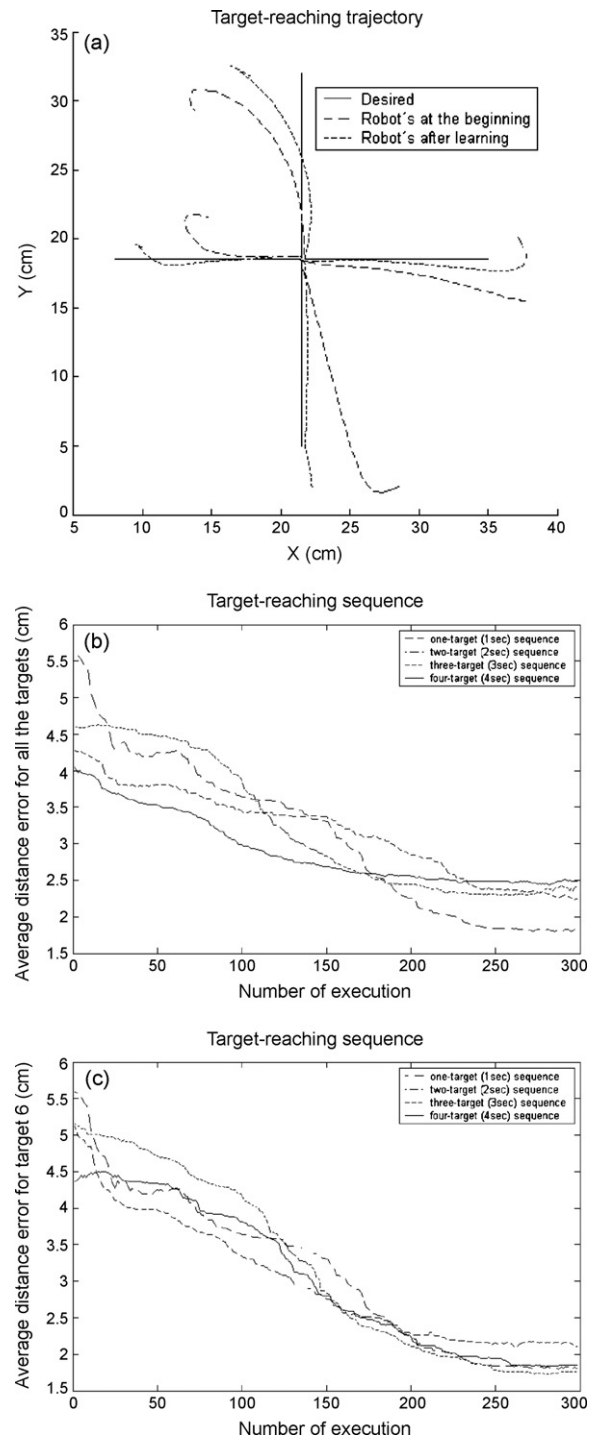 Target-reaching trajectory
(a)
35
30
25
20
15
10
5
0
Y (cm)
Desired
Robot´s at the beginning
Robot´s after learning
5 10 15 20 25 30 35 40
X (cm)
Target-reaching sequence
(b)
6
5.5
5
4.5
4
3.5
3
2.5
2
1.5
Average distance error for all the targets (cm)
one-target (1sec) sequence
two-target (2sec) sequence
three-target (3sec) sequence
four-target (4sec) sequence
0 50 100 150 200 250 300
Number of execution
Target-reaching sequence
(c)
6
5.5
5
4.5
4
3.5
3
2.5
2
1.5
Average distance error for target 6 (cm)
one-target (1sec) sequence
two-target (2sec) sequence
three-target (3sec) sequence
four-target (4sec) sequence
0 50 100 150 200 250 300
Number of execution